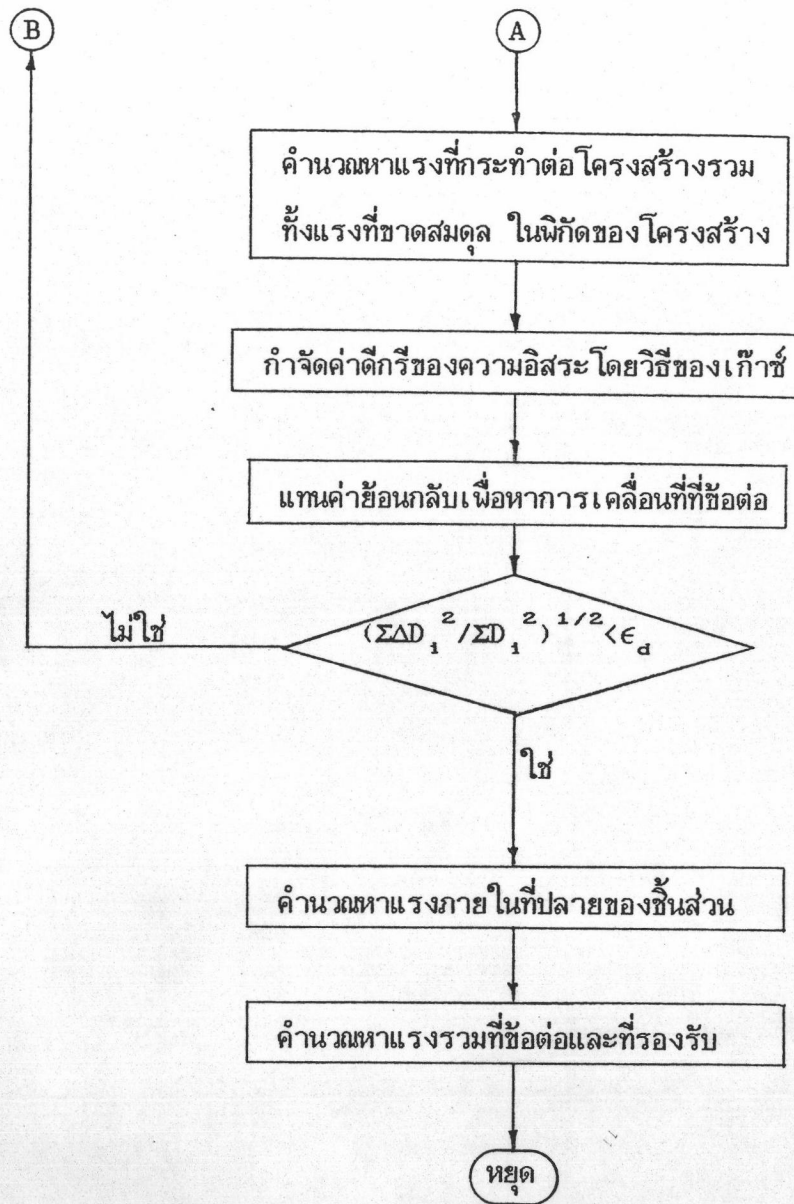 B
A
คำนวณหาแรงที่กระทำต่อโครงสร้างรวม
ทั้งแรงที่ขาดสมดุล ในพิกัดของโครงสร้าง
กำจัดค่าดีกรีของความอิสระโดยวิธีของเก๊าซ์
แทนค่าย้อนกลับเพื่อหาการเคลื่อนที่ที่ข้อต่อ
ไม่ใช่
(ΣΔD_i^2/ΣD_i^2)^1/2<ϵ_d
ใช่
คำนวณหาแรงภายในที่ปลายของชิ้นส่วน
คำนวณหาแรงรวมที่ข้อต่อและที่รองรับ
หยุด